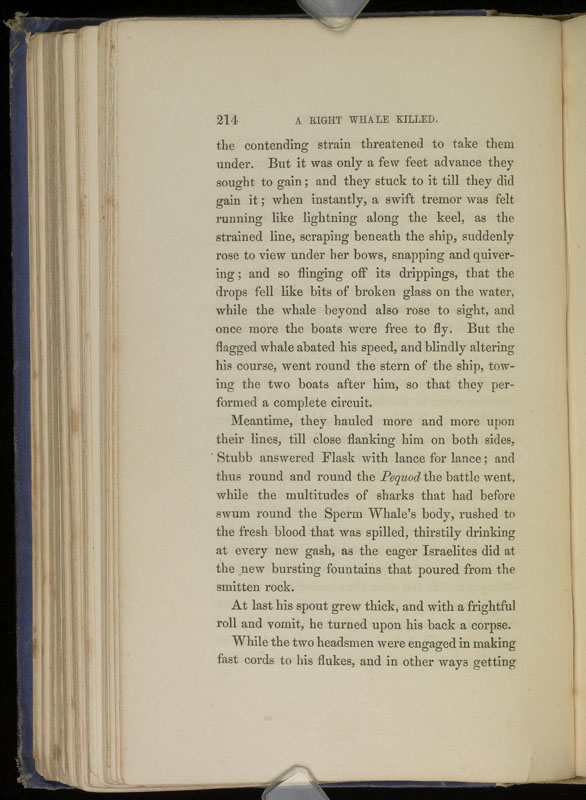 214 A RIGHT WHALE KILLED.
the contending strain threatened to take them
under. But it was only a few feet advance they
sought to gain; and they stuck to it till they did
gain it; when instantly, a swift tremor was felt
running like lightning along the keel, as the
strained line, scraping beneath the ship, suddenly
rose to view under her bows, snapping and quiver-
ing; and so flinging off its drippings, that the
drops fell like bits of broken glass on the water,
while the whale beyond also rose to sight, and
once more the boats were free to fly. But the
flagged whale abated his speed, and blindly altering
his course, went round the stern of the ship, tow-
ing the two boats after him, so that they per-
formed a complete circuit.
Meantime, they hauled more and more upon
their lines, till close flanking him on both sides,
Stubb answered Flask with lance for lance; and
thus round and round the Pequod the battle went,
while the multitudes of sharks that had before
swum round the Sperm Whale's body, rushed to
the fresh blood that was spilled, thirstily drinking
at every new gash, as the eager Israelites did at
the new bursting fountains that poured from the
smitten rock.
At last his spout grew thick, and with a frightful
roll and vomit, he turned upon his back a corpse.
While the two headsmen were engaged in making
fast cords to his flukes, and in other ways getting